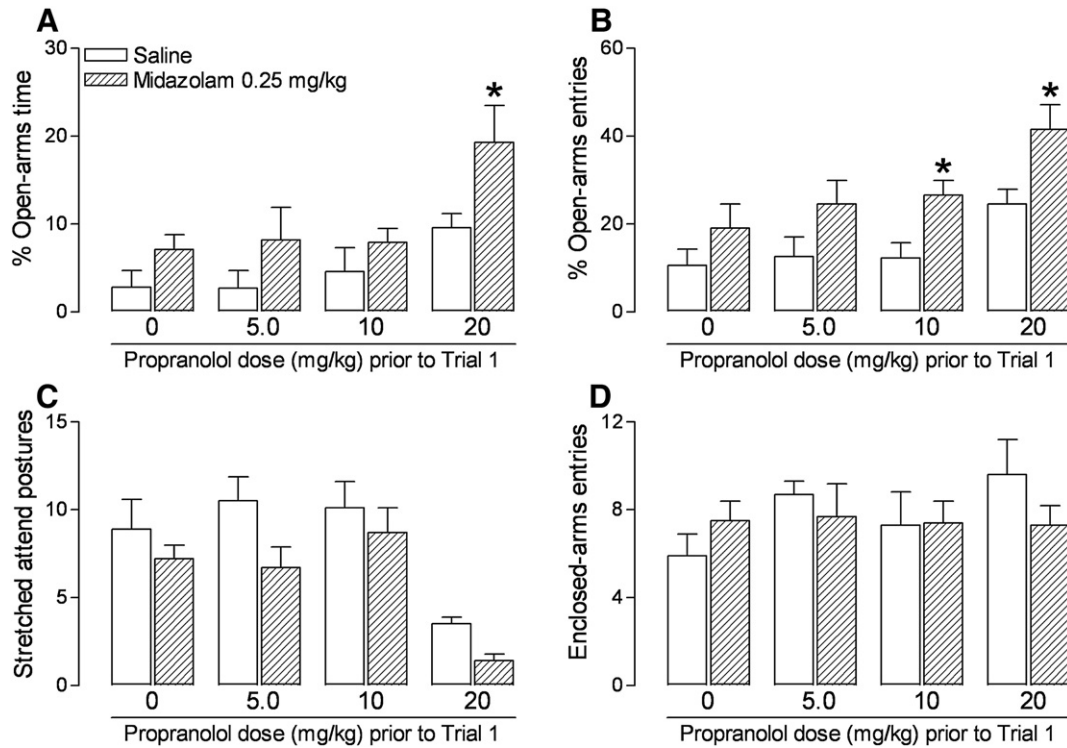 A
% Open-arms time
30
20
10
0
Saline
Midazolam 0.25 mg/kg
*
0 5.0 10 20
Propranolol dose (mg/kg) prior to Trial 1
B
% Open-arms entries
60
40
20
0
* *
0 5.0 10 20
Propranolol dose (mg/kg) prior to Trial 1
C
Stretched attend postures
15
10
5
0
0 5.0 10 20
Propranolol dose (mg/kg) prior to Trial 1
D
Enclosed-arms entries
12
8
4
0
0 5.0 10 20
Propranolol dose (mg/kg) prior to Trial 1